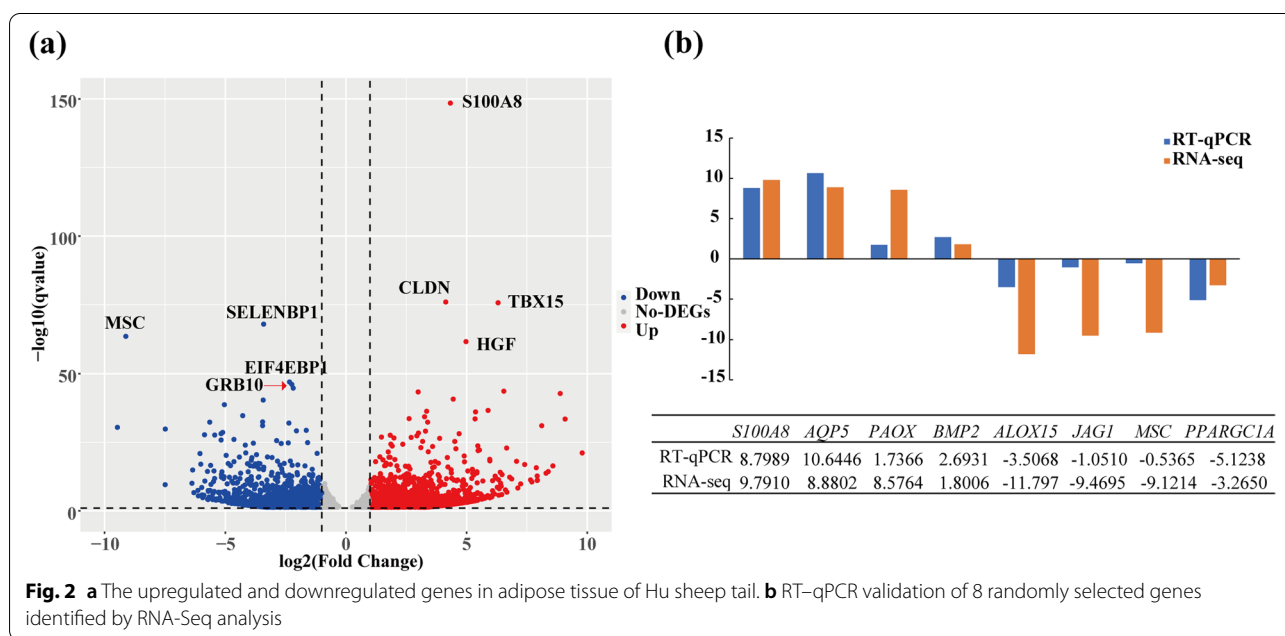 (a)
(b)
150
100
50
0
−log10(qvalue)
−10
−5
0
5
10
log2(Fold Change)
S100A8
CLDN
TBX15
HGF
SELENBP1
MSC
EIF4EBP1
GRB10
Down
No-DEGs
Up
15
10
5
0
-5
-10
-15
RT-qPCR
RNA-seq
S100A8 AQP5 PAOX BMP2 ALOX15 JAG1 MSC PPARGC1A
RT-qPCR 8.7989 10.6446 1.7366 2.6931 -3.5068 -1.0510 -0.5365 -5.1238
RNA-seq 9.7910 8.8802 8.5764 1.8006 -11.797 -9.4695 -9.1214 -3.2650
Fig. 2 a The upregulated and downregulated genes in adipose tissue of Hu sheep tail. b RT–qPCR validation of 8 randomly selected genes
identified by RNA-Seq analysis